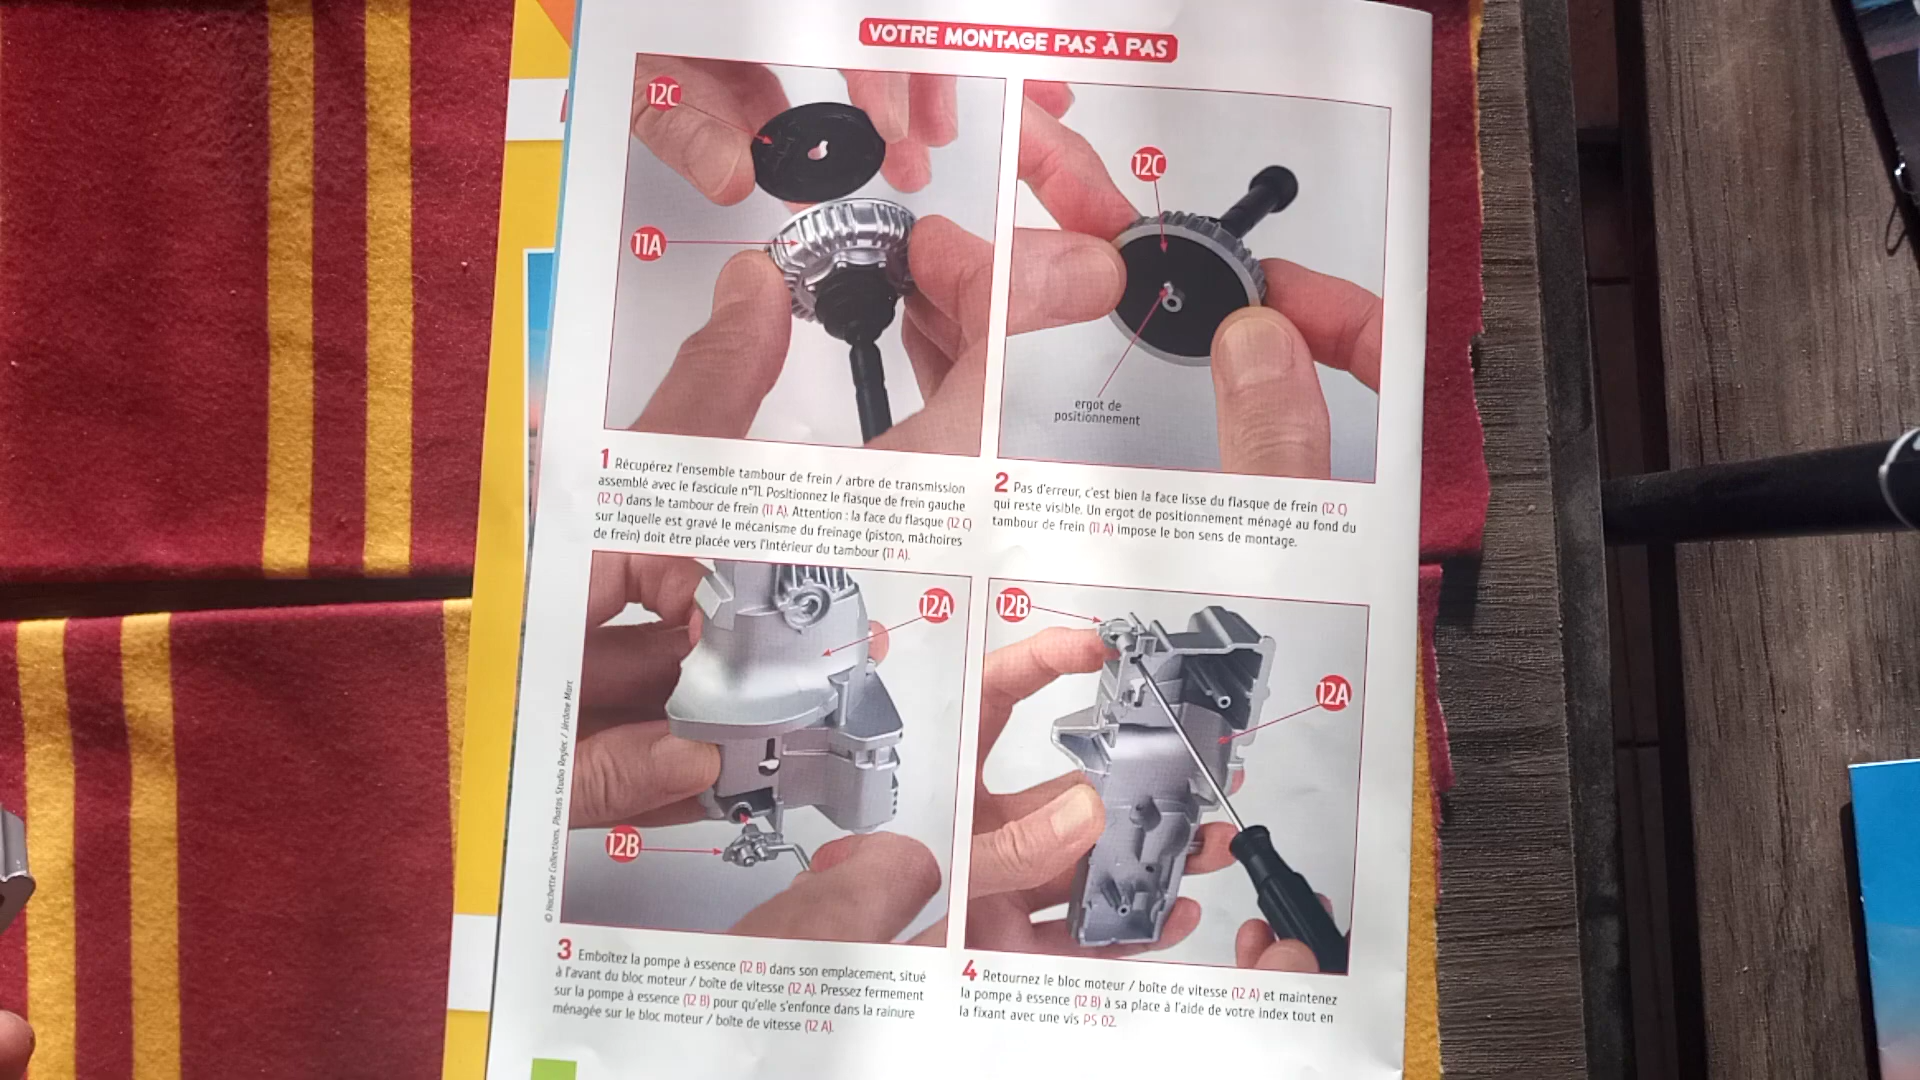 VOTRE MONTAGE PAS À PAS
12C
11A
12C
ergot de
positionnement
1 Récupérez l'ensemble tambour de frein / arbre de transmission
assemblé avec le fascicule n°11. Positionnez le flasque de frein gauche
(12 C) dans le tambour de frein (11 A). Attention : la face du flasque (12 C)
sur laquelle est gravé le mécanisme du freinage (piston, mâchoires
de frein) doit être placée vers l'intérieur du tambour (11 A).
2 Pas d'erreur, c'est bien la face lisse du flasque de frein (12 C)
qui reste visible. Un ergot de positionnement ménagé au fond du
tambour de frein (11 A) impose le bon sens de montage.
12A
12B
12B
12A
© Hachette Collections. Photos Studio Regler / Jérôme Marc
3 Emboîtez la pompe à essence (12 B) dans son emplacement, situé
à l'avant du bloc moteur / boîte de vitesse (12 A). Pressez fermement
sur la pompe à essence (12 B) pour qu'elle s'enfonce dans la rainure
ménagée sur le bloc moteur / boîte de vitesse (12 A).
4 Retournez le bloc moteur / boîte de vitesse (12 A) et maintenez
la pompe à essence (12 B) à sa place à l'aide de votre index tout en
la fixant avec une vis PS 02.